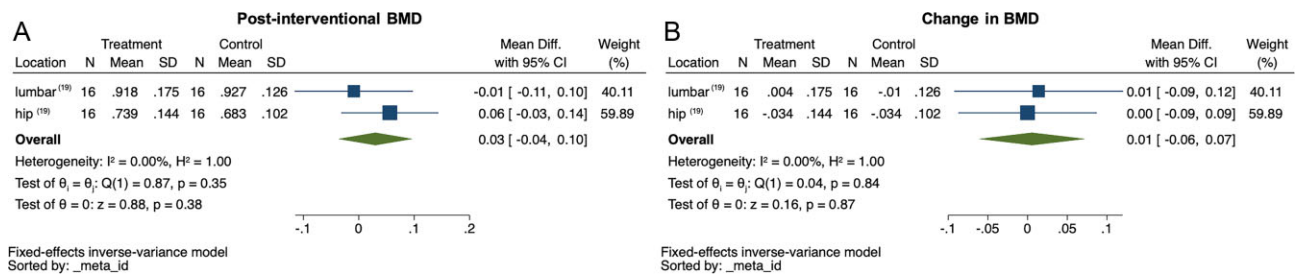 A
Post-interventional BMD
Treatment Control Mean Diff. Weight
Location N Mean SD N Mean SD with 95% CI (%)
lumbar (19) 16 .918 .175 16 .927 .126 -0.01 [ -0.11, 0.10] 40.11
hip (19) 16 .739 .144 16 .683 .102 0.06 [ -0.03, 0.14] 59.89
Overall 0.03 [ -0.04, 0.10]
Heterogeneity: I² = 0.00%, H² = 1.00
Test of θᵢ = θⱼ: Q(1) = 0.87, p = 0.35
Test of θ = 0: z = 0.88, p = 0.38
-.1 0 .1 .2
Fixed-effects inverse-variance model
Sorted by: _meta_id
B
Change in BMD
Treatment Control Mean Diff. Weight
Location N Mean SD N Mean SD with 95% CI (%)
lumbar (19) 16 .004 .175 16 -.01 .126 0.01 [ -0.09, 0.12] 40.11
hip (19) 16 -.034 .144 16 -.034 .102 0.00 [ -0.09, 0.09] 59.89
Overall 0.01 [ -0.06, 0.07]
Heterogeneity: I² = 0.00%, H² = 1.00
Test of θᵢ = θⱼ: Q(1) = 0.04, p = 0.84
Test of θ = 0: z = 0.16, p = 0.87
-.1 -.05 0 .05 .1
Fixed-effects inverse-variance model
Sorted by: _meta_id